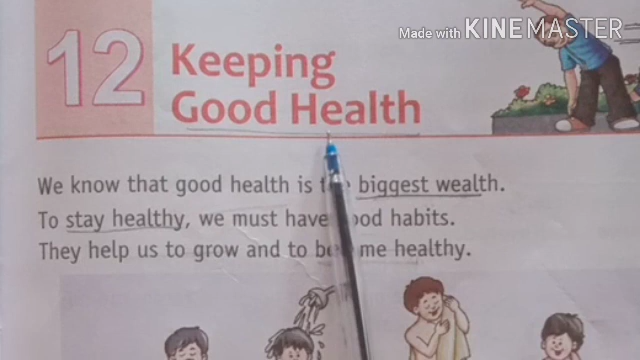 Made with KINEMASTER
12
Keeping
Good Health
We know that good health is biggest wealth.
To stay healthy, we must have habits.
They help us to grow and to healthy.